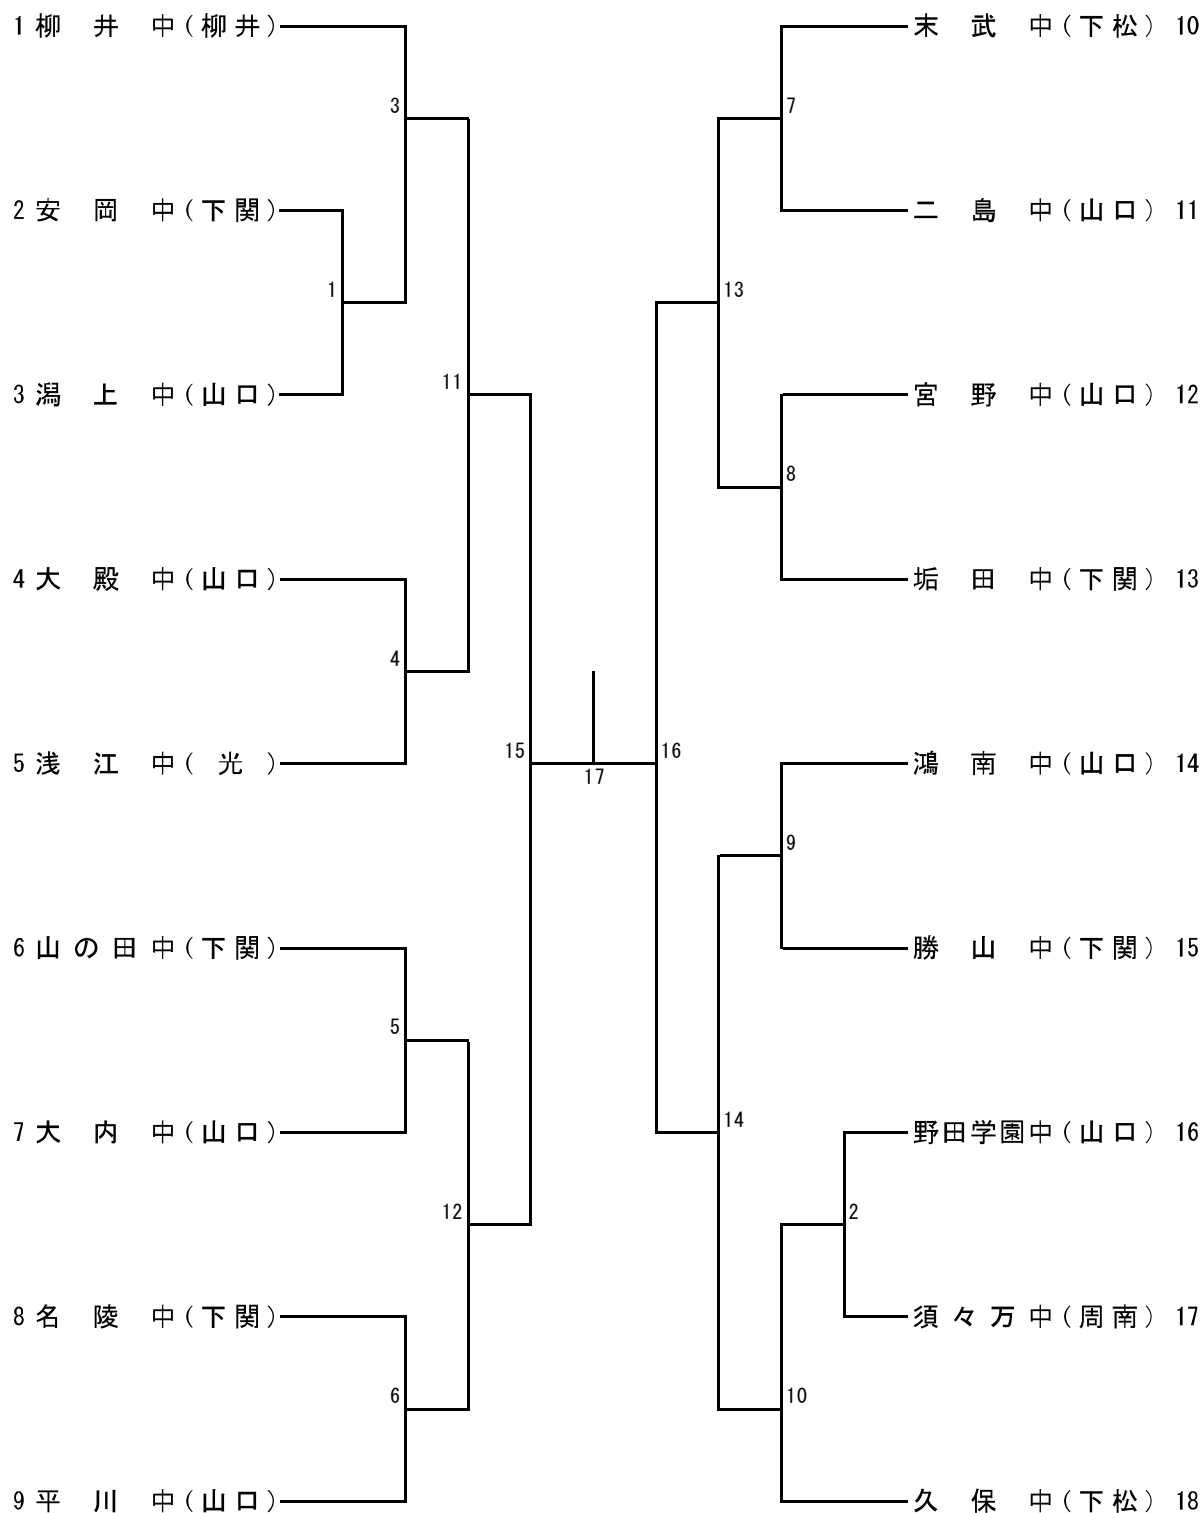 1 柳井中(柳井)
3
2 安岡中(下関)
1
3 潟上中(山口)
11
4 大殿中(山口)
4
5 浅江中(光)
15
6 山の田中(下関)
5
7 大内中(山口)
12
8 名陵中(下関)
6
9 平川中(山口)
17
末武中(下松) 10
7
二島中(山口) 11
13
宮野中(山口) 12
8
垢田中(下関) 13
16
鴻南中(山口) 14
9
勝山中(下関) 15
14
野田学園中(山口) 16
2
須々万中(周南) 17
10
久保中(下松) 18